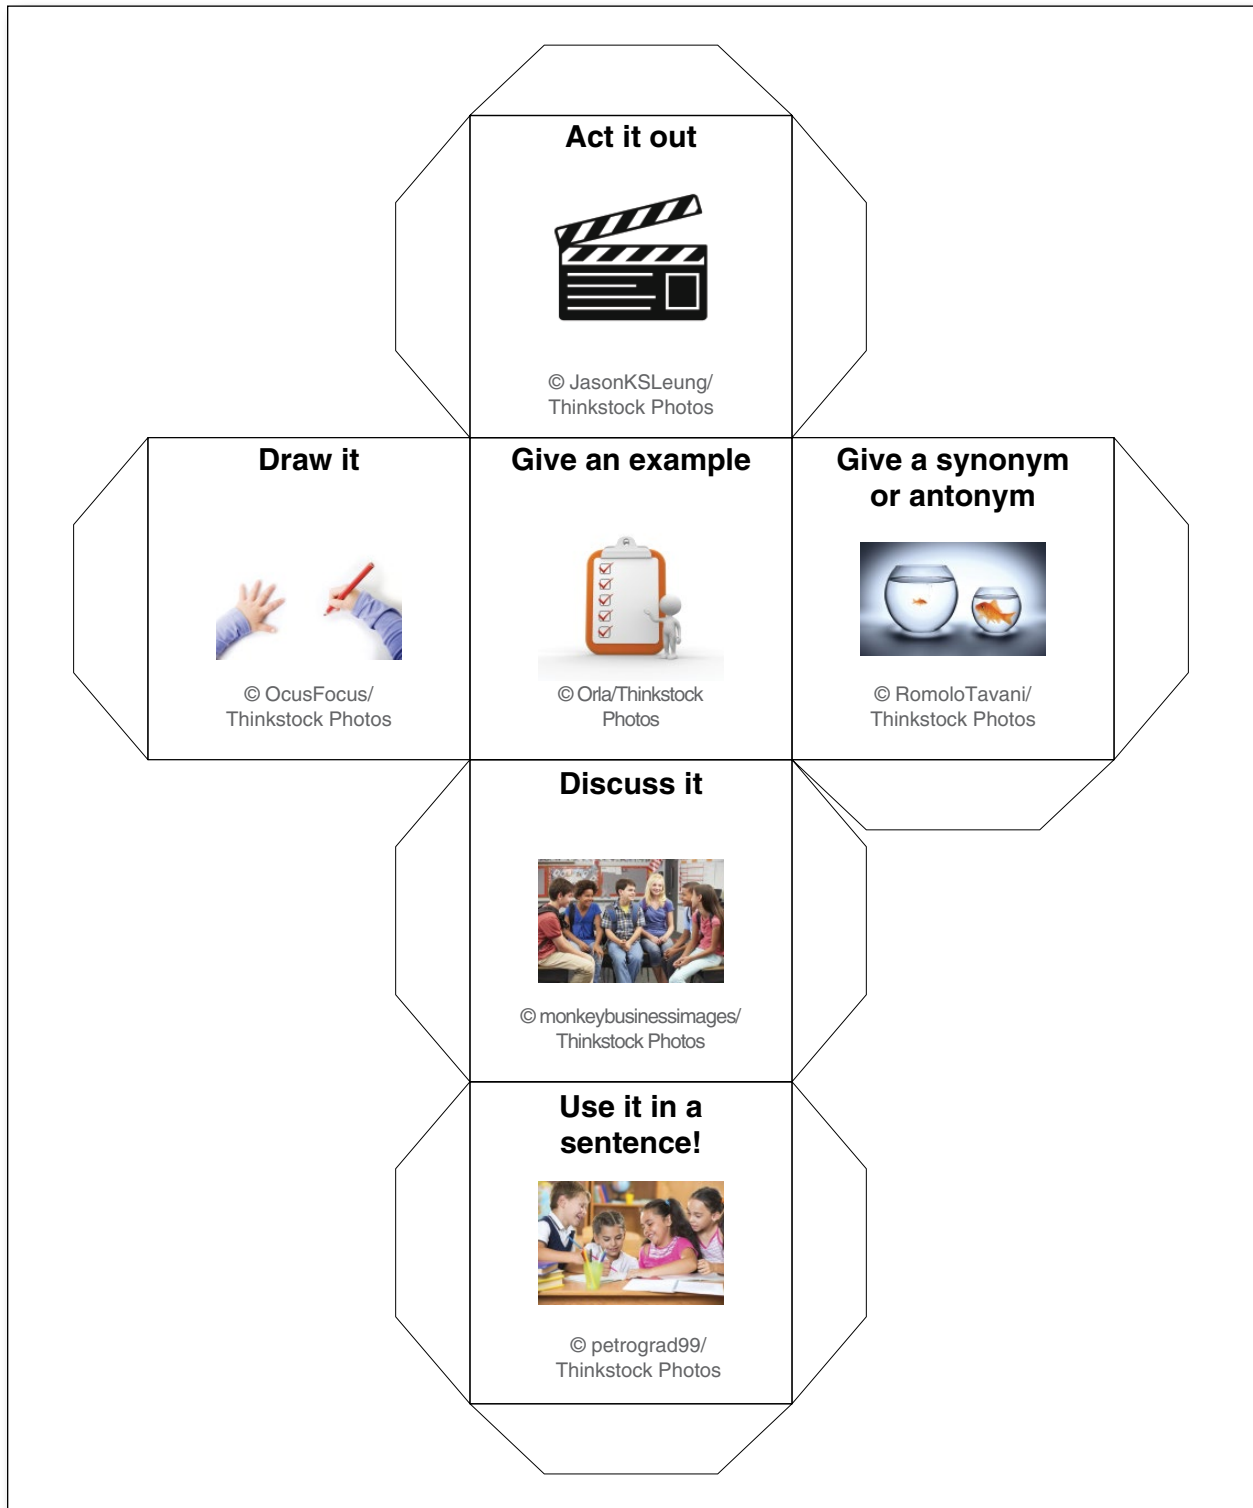 Act it out
© JasonKSLeung/
Thinkstock Photos
Draw it
© OcusFocus/
Thinkstock Photos
Give an example
© Orla/Thinkstock
Photos
Give a synonym
or antonym
© RomoloTavani/
Thinkstock Photos
Discuss it
© monkeybusinessimages/
Thinkstock Photos
Use it in a
sentence!
© petrograd99/
Thinkstock Photos